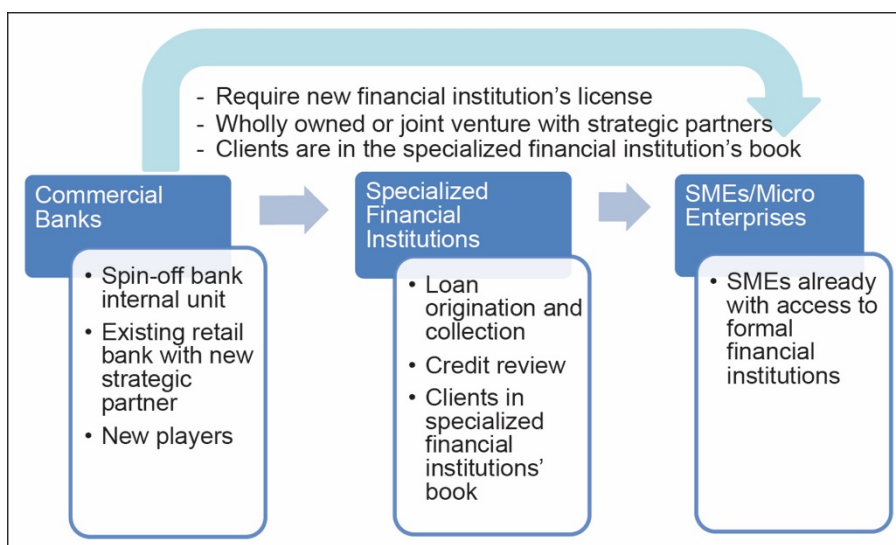 - Require new financial institution's license
- Wholly owned or joint venture with strategic partners
- Clients are in the specialized financial institution's book
Commercial
Banks
• Spin-off bank
internal unit
• Existing retail
bank with new
strategic
partner
• New players
Specialized
Financial
Institutions
• Loan
origination and
collection
• Credit review
• Clients in
specialized
financial
institutions'
book
SMEs/Micro
Enterprises
• SMEs already
with access to
formal
financial
institutions